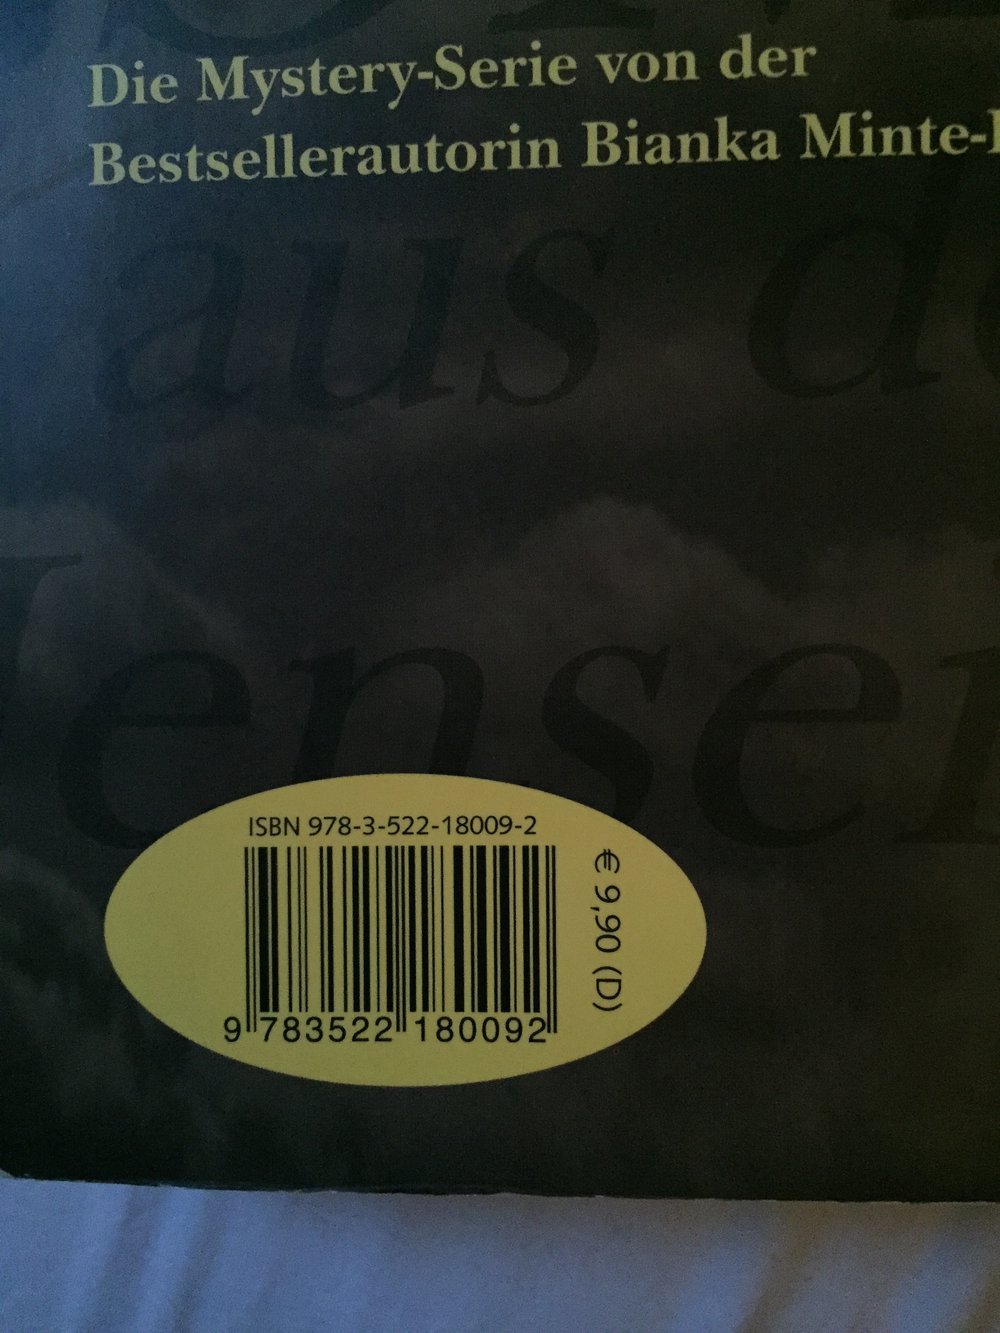 Die Mystery-Serie von der
Bestsellerautorin Bianka Minte-
aus
Jensei
ISBN 978-3-522-18009-2
€ 9,90 (D)
9 783522 180092